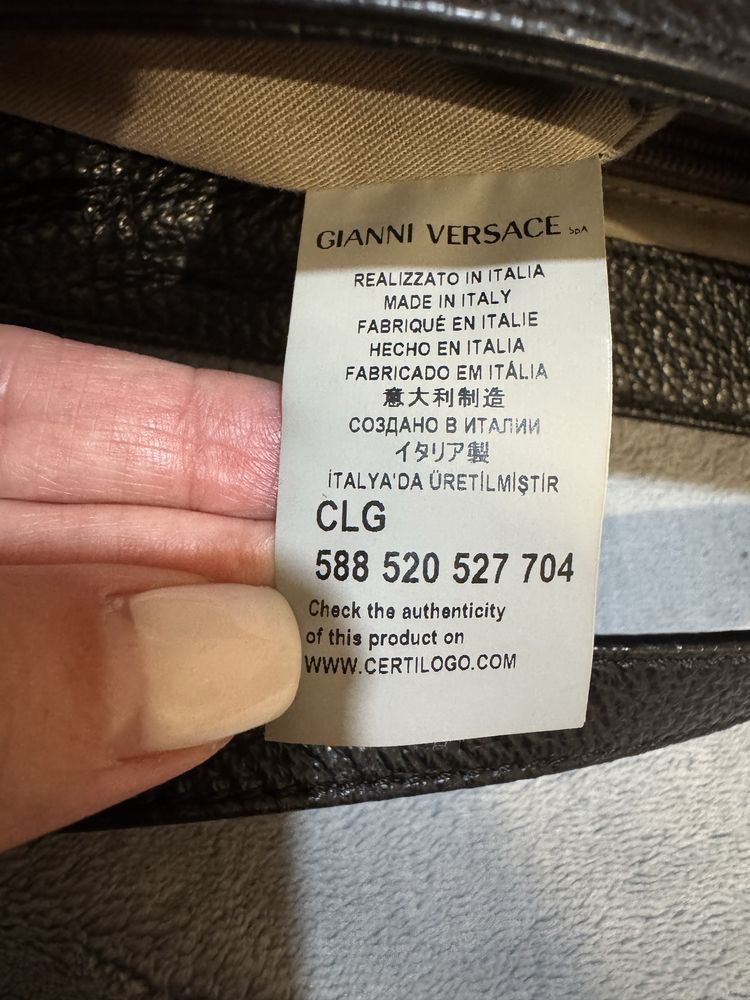 GIANNI VERSACE SpA
REALIZZATO IN ITALIA
MADE IN ITALY
FABRIQUÉ EN ITALIE
HECHO EN ITALIA
FABRICADO EM ITÁLIA
意大利制造
СОЗДАНО В ИТАЛИИ
イタリア製
İTALYA'DA ÜRETİLMİŞTİR
CLG
588 520 527 704
Check the authenticity
of this product on
WWW.CERTILOGO.COM